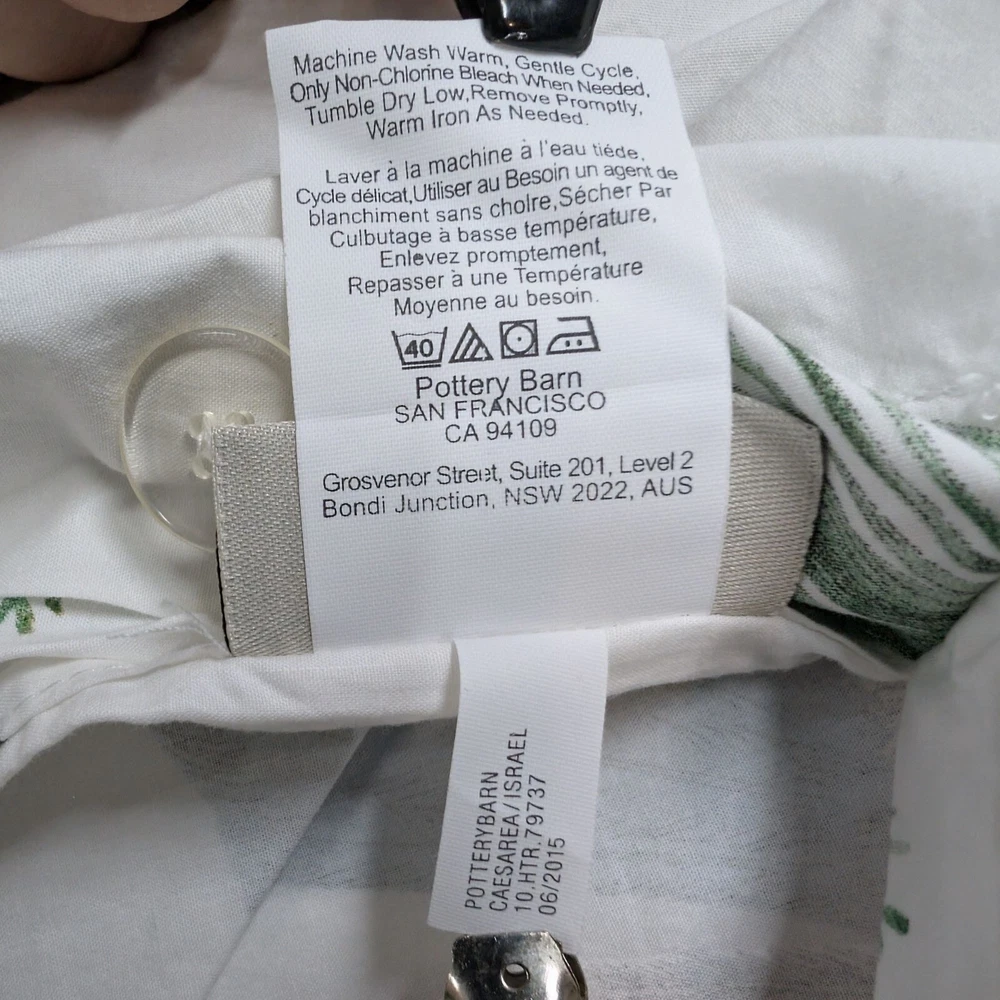 Machine Wash Warm, Gentle Cycle,
Only Non-Chlorine Bleach When Needed,
Tumble Dry Low,Remove Promptly,
Warm Iron As Needed.
Laver à la machine à l'eau tiéde,
Cycle délicat,Utiliser au Besoin un agent de
blanchiment sans cholre,Sécher Par
Culbutage à basse température,
Enlevez promptement,
Repasser à une Température
Moyenne au besoin.
40
Pottery Barn
SAN FRANCISCO
CA 94109
Grosvenor Street, Suite 201, Level 2
Bondi Junction, NSW 2022, AUS
POTTERYBARN
CAESAREA/ISRAEL
10.HTR.79737
06/2015